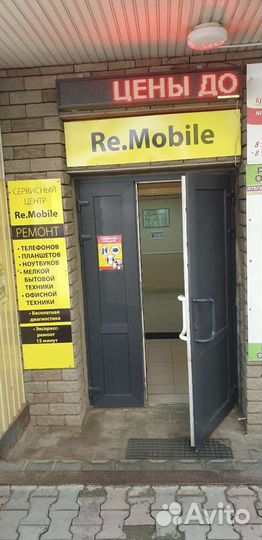 ЦЕНЫ ДО
Re.Mobile
СЕРВИСНЫЙ
ЦЕНТР
Re.Mobile
РЕМОНТ
• ТЕЛЕФОНОВ
• ПЛАНШЕТОВ
• НОУТБУКОВ
• МЕЛКОЙ
БЫТОВОЙ
ТЕХНИКИ
• ОФИСНОЙ
ТЕХНИКИ
• Бесплатная
диагностика
• Экспресс-
ремонт
15 минут
Avito